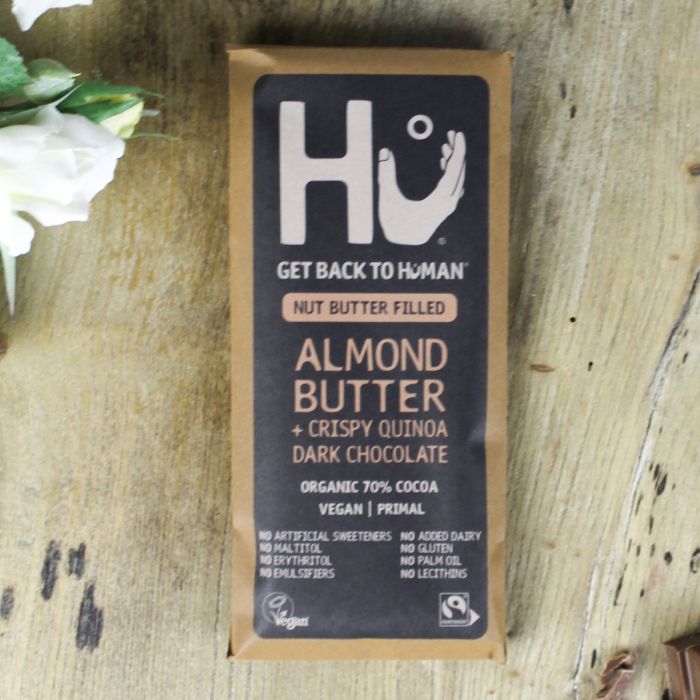 Hu
GET BACK TO HUMAN®
NUT BUTTER FILLED
ALMOND
BUTTER
+ CRISPY QUINOA
DARK CHOCOLATE
ORGANIC 70% COCOA
VEGAN | PRIMAL
NO ARTIFICIAL SWEETENERS
NO MALTITOL
NO ERYTHRITOL
NO EMULSIFIERS
NO ADDED DAIRY
NO GLUTEN
NO PALM OIL
NO LECITHINS
Vegan
FAIRTRADE